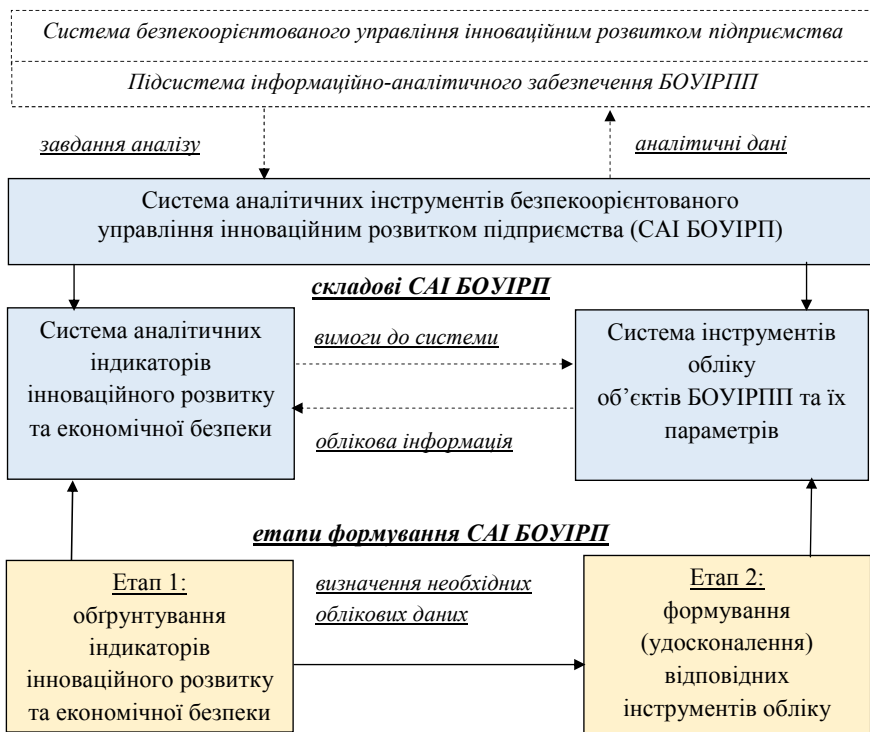 Система безпекоорієнтованого управління інноваційним розвитком підприємства
Підсистема інформаційно-аналітичного забезпечення БОУІРПП
завдання аналізу
аналітичні дані
Система аналітичних інструментів безпекоорієнтованого
управління інноваційним розвитком підприємства (САІ БОУІРП)
складові САІ БОУІРП
Система аналітичних
індикаторів
інноваційного розвитку
та економічної безпеки
вимоги до системи
облікова інформація
Система інструментів
обліку
об’єктів БОУІРПП та їх
параметрів
етапи формування САІ БОУІРП
Етап 1:
обґрунтування
індикаторів
інноваційного розвитку
та економічної безпеки
визначення необхідних
облікових даних
Етап 2:
формування
(удосконалення)
відповідних
інструментів обліку